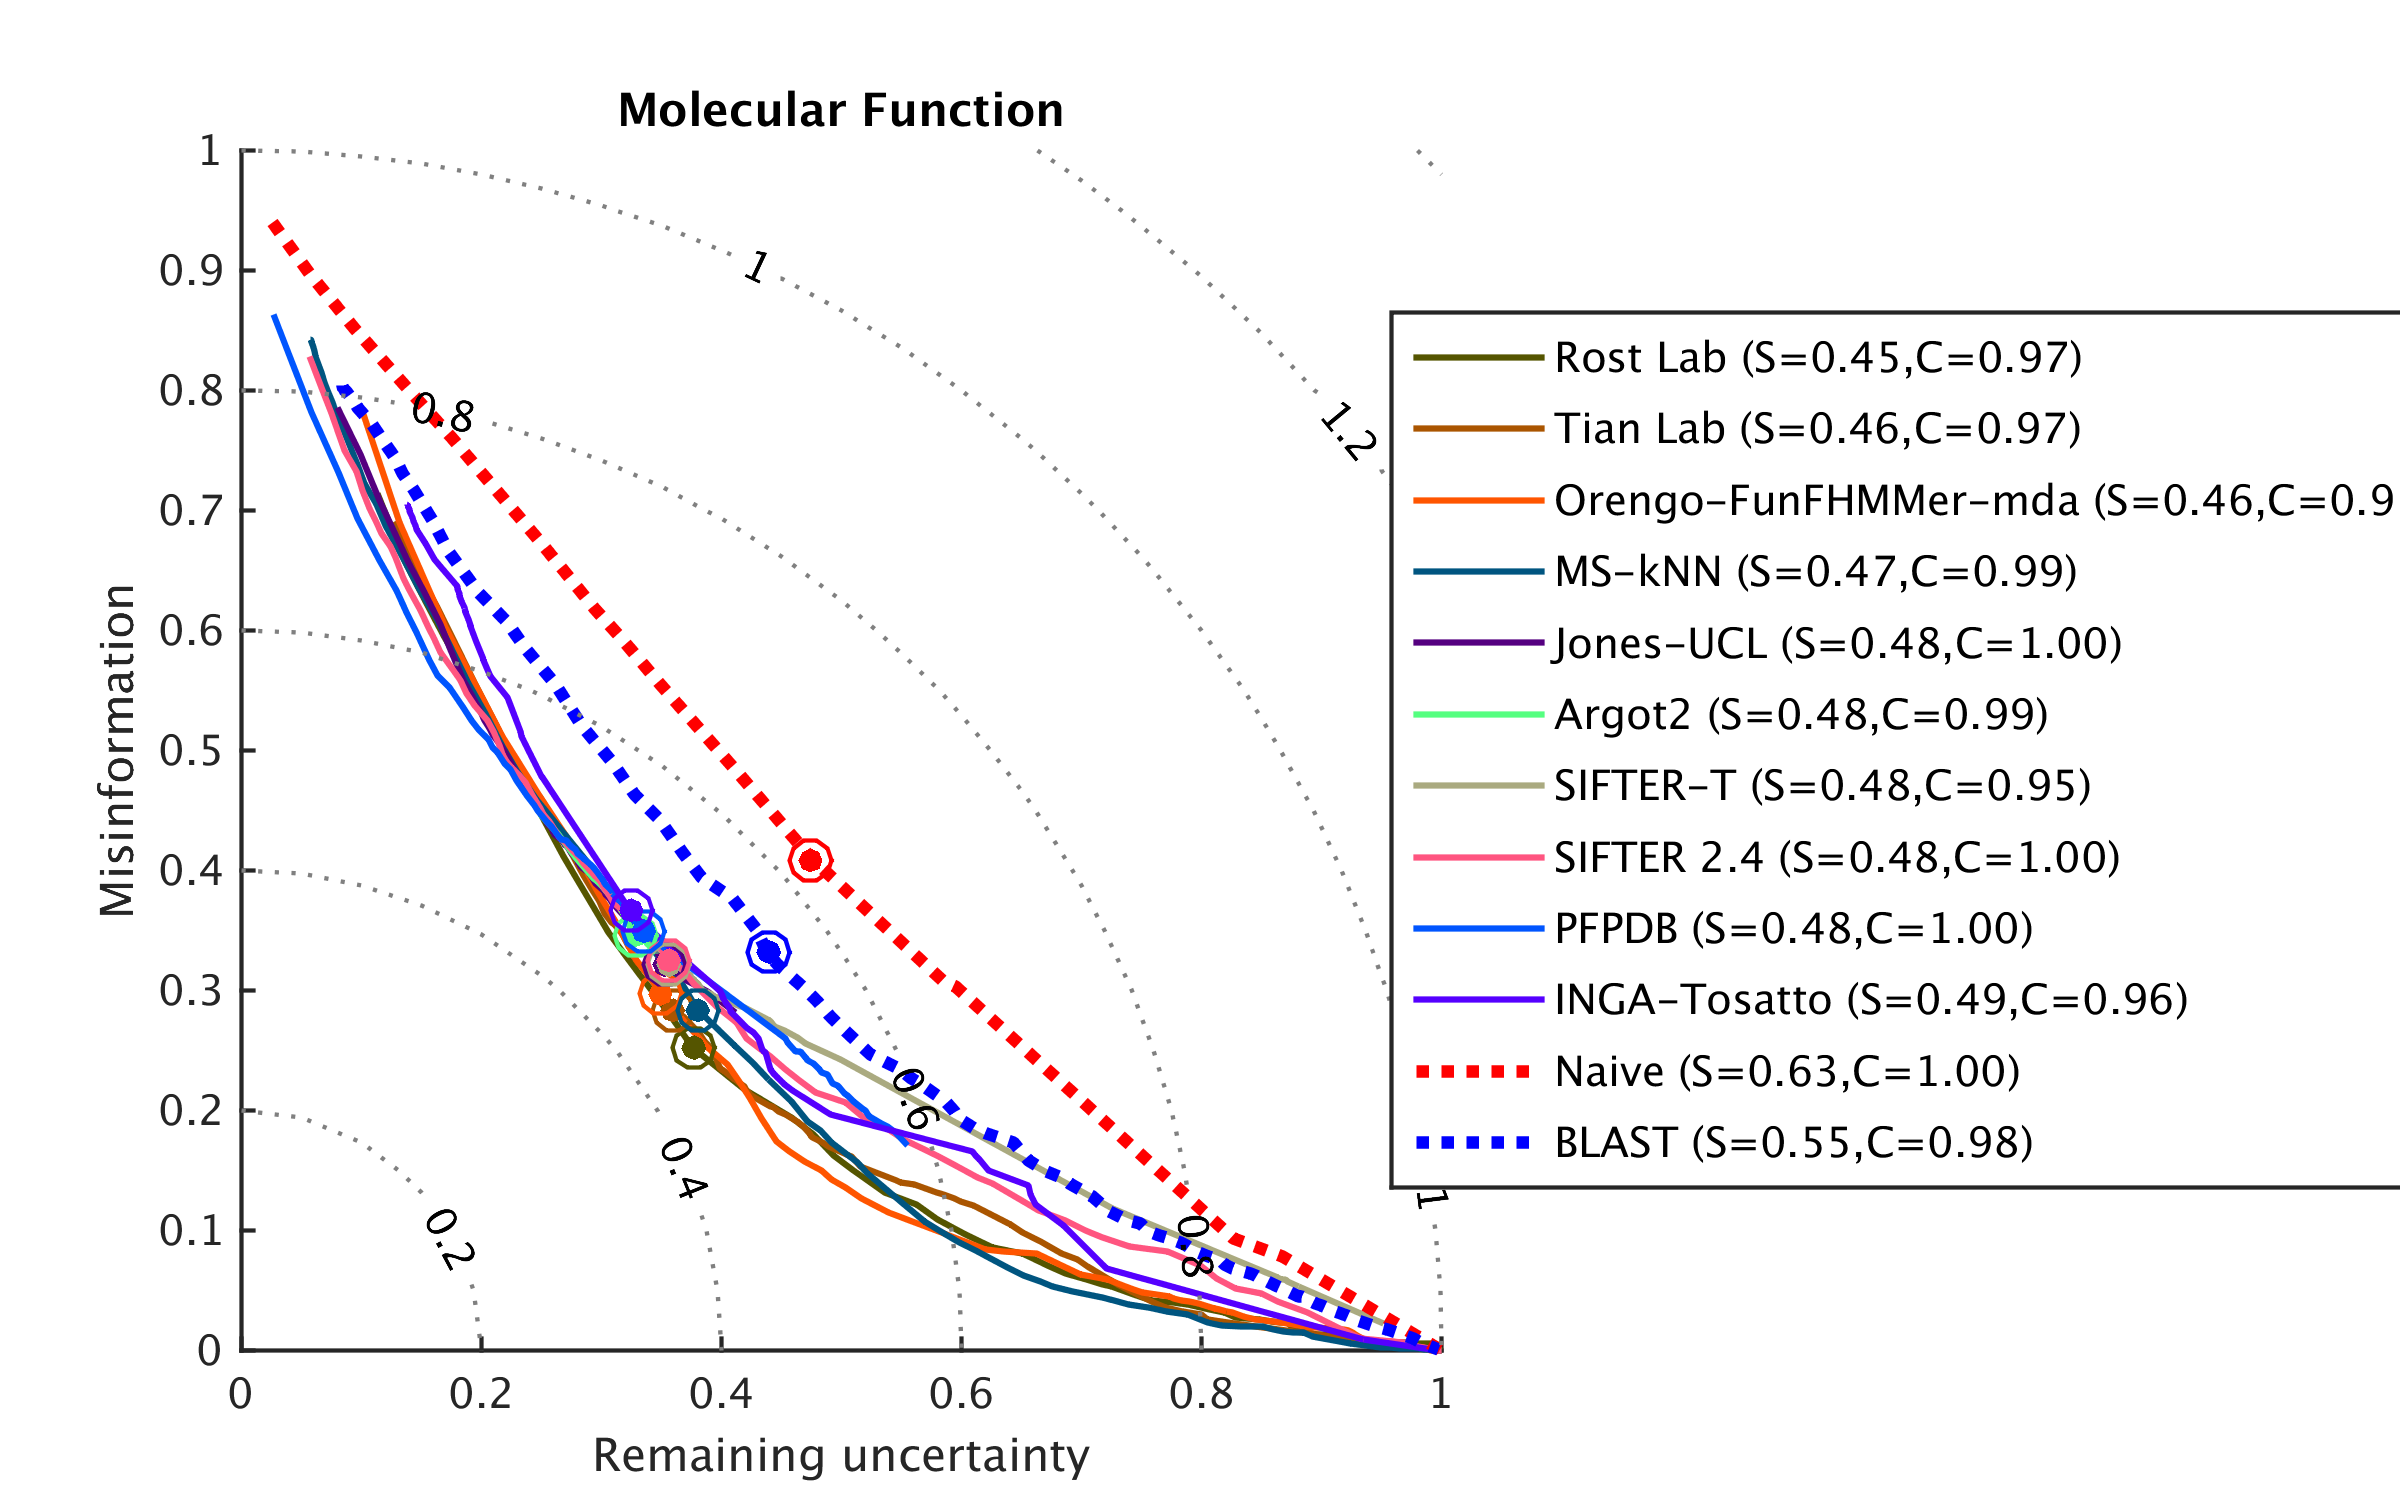 Molecular Function
1
0.9
0.8
0.7
0.6
0.5
0.4
0.3
0.2
0.1
0
Misinformation
0
0.2
0.4
0.6
0.8
1
Remaining uncertainty
1
0.8
1.2
0.6
0.4
0.2
0.8
1
Rost Lab (S=0.45,C=0.97)
Tian Lab (S=0.46,C=0.97)
Orengo-FunFHMMer-mda (S=0.46,C=0.9
MS-kNN (S=0.47,C=0.99)
Jones-UCL (S=0.48,C=1.00)
Argot2 (S=0.48,C=0.99)
SIFTER-T (S=0.48,C=0.95)
SIFTER 2.4 (S=0.48,C=1.00)
PFPDB (S=0.48,C=1.00)
INGA-Tosatto (S=0.49,C=0.96)
Naive (S=0.63,C=1.00)
BLAST (S=0.55,C=0.98)